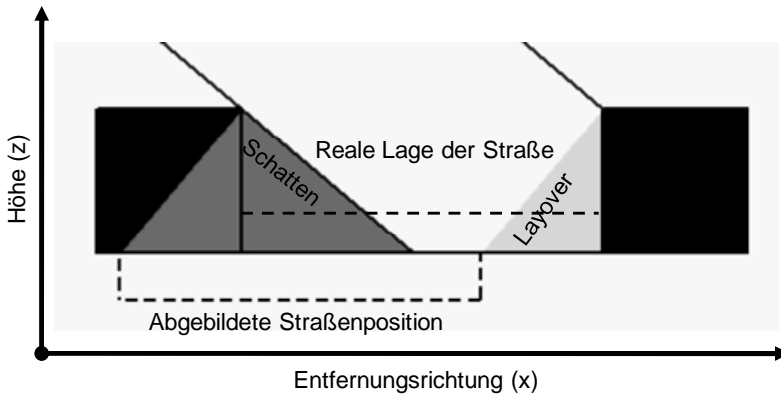 Höhe (z)
Schatten
Reale Lage der Straße
Layover
Abgebildete Straßenposition
Entfernungsrichtung (x)